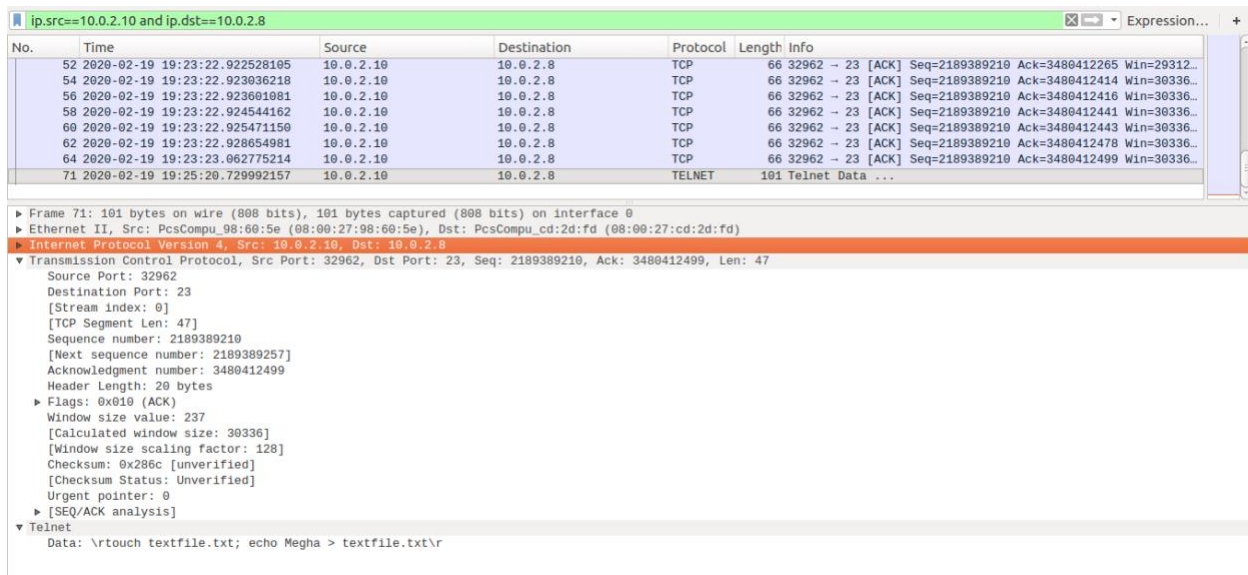 ip.src==10.0.2.10 and ip.dst==10.0.2.8 Expression… +
No. Time Source Destination Protocol Length Info
52 2020-02-19 19:23:22.922528105 10.0.2.10 10.0.2.8 TCP 66 32962 → 23 [ACK] Seq=2189389210 Ack=3480412265 Win=29312…
54 2020-02-19 19:23:22.923036218 10.0.2.10 10.0.2.8 TCP 66 32962 → 23 [ACK] Seq=2189389210 Ack=3480412414 Win=30336…
56 2020-02-19 19:23:22.923601081 10.0.2.10 10.0.2.8 TCP 66 32962 → 23 [ACK] Seq=2189389210 Ack=3480412416 Win=30336…
58 2020-02-19 19:23:22.924544162 10.0.2.10 10.0.2.8 TCP 66 32962 → 23 [ACK] Seq=2189389210 Ack=3480412441 Win=30336…
60 2020-02-19 19:23:22.925471150 10.0.2.10 10.0.2.8 TCP 66 32962 → 23 [ACK] Seq=2189389210 Ack=3480412443 Win=30336…
62 2020-02-19 19:23:22.928654981 10.0.2.10 10.0.2.8 TCP 66 32962 → 23 [ACK] Seq=2189389210 Ack=3480412478 Win=30336…
64 2020-02-19 19:23:23.062775214 10.0.2.10 10.0.2.8 TCP 66 32962 → 23 [ACK] Seq=2189389210 Ack=3480412499 Win=30336…
71 2020-02-19 19:25:20.729992157 10.0.2.10 10.0.2.8 TELNET 101 Telnet Data ...
Frame 71: 101 bytes on wire (808 bits), 101 bytes captured (808 bits) on interface 0
Ethernet II, Src: PcsCompu_98:60:5e (08:00:27:98:60:5e), Dst: PcsCompu_cd:2d:fd (08:00:27:cd:2d:fd)
Internet Protocol Version 4, Src: 10.0.2.10, Dst: 10.0.2.8
Transmission Control Protocol, Src Port: 32962, Dst Port: 23, Seq: 2189389210, Ack: 3480412499, Len: 47
Source Port: 32962
Destination Port: 23
[Stream index: 0]
[TCP Segment Len: 47]
Sequence number: 2189389210
[Next sequence number: 2189389257]
Acknowledgment number: 3480412499
Header Length: 20 bytes
Flags: 0x010 (ACK)
Window size value: 237
[Calculated window size: 30336]
[Window size scaling factor: 128]
Checksum: 0x286c [unverified]
[Checksum Status: Unverified]
Urgent pointer: 0
[SEQ/ACK analysis]
Telnet
Data: \rtouch textfile.txt; echo Megha > textfile.txt\r